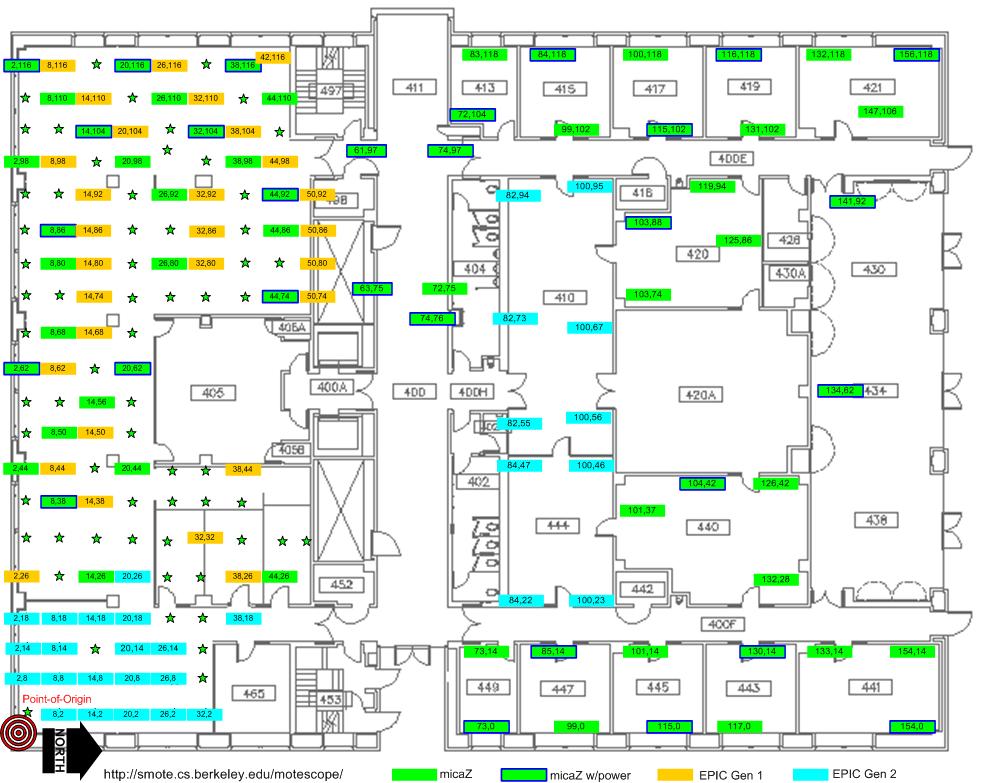 42,116
83,118 84,118 100,118 116,118 132,118 156,118
2,116 8,116 20,116 26,116 38,116
411 413 415 417 419 421
497
8,110 14,110 26,110 32,110 44,110
72,104 147,106
14,104 20,104 32,104 38,104 99,102 115,102 131,102
61,97 74,97
2,98 8,98 20,98 38,98 44,98 400E
14,92 26,92 32,92 44,92 50,92 82,94 100,95 41B 119,94 141,92
103,88
8,86 14,86 32,86 44,86 50,86 125,86
420 430
8,80 14,80 26,80 32,80 50,80 404 430A
14,74 44,74 50,74 63,75 72,75 410 103,74
74,76 82,73 100,67
8,68 14,68 405A
2,62 8,62 20,62
405 400A 400 400H 420A 134,62 434
14,56 100,56
8,50 14,50 82,55
405B
2,44 8,44 20,44 38,44 84,47 100,46
402 104,42 126,42
8,38 14,38 101,37
438
32,32 444 440
2,26 14,26 20,26 38,26 44,26 452 442 132,28
84,22 100,23
2,18 8,18 14,18 20,18 38,18 400F
2,14 8,14 20,14 26,14 73,14 85,14 101,14 130,14 133,14 154,14
2,8 8,8 14,8 20,8 26,8
465 453 449 447 445 443 441
Point-of-Origin
8,2 14,2 20,2 26,2 32,2 73,0 99,0 115,0 117,0 154,0
NORTH
http://smote.cs.berkeley.edu/motescope/ micaZ micaZ w/power EPIC Gen 1 EPIC Gen 2